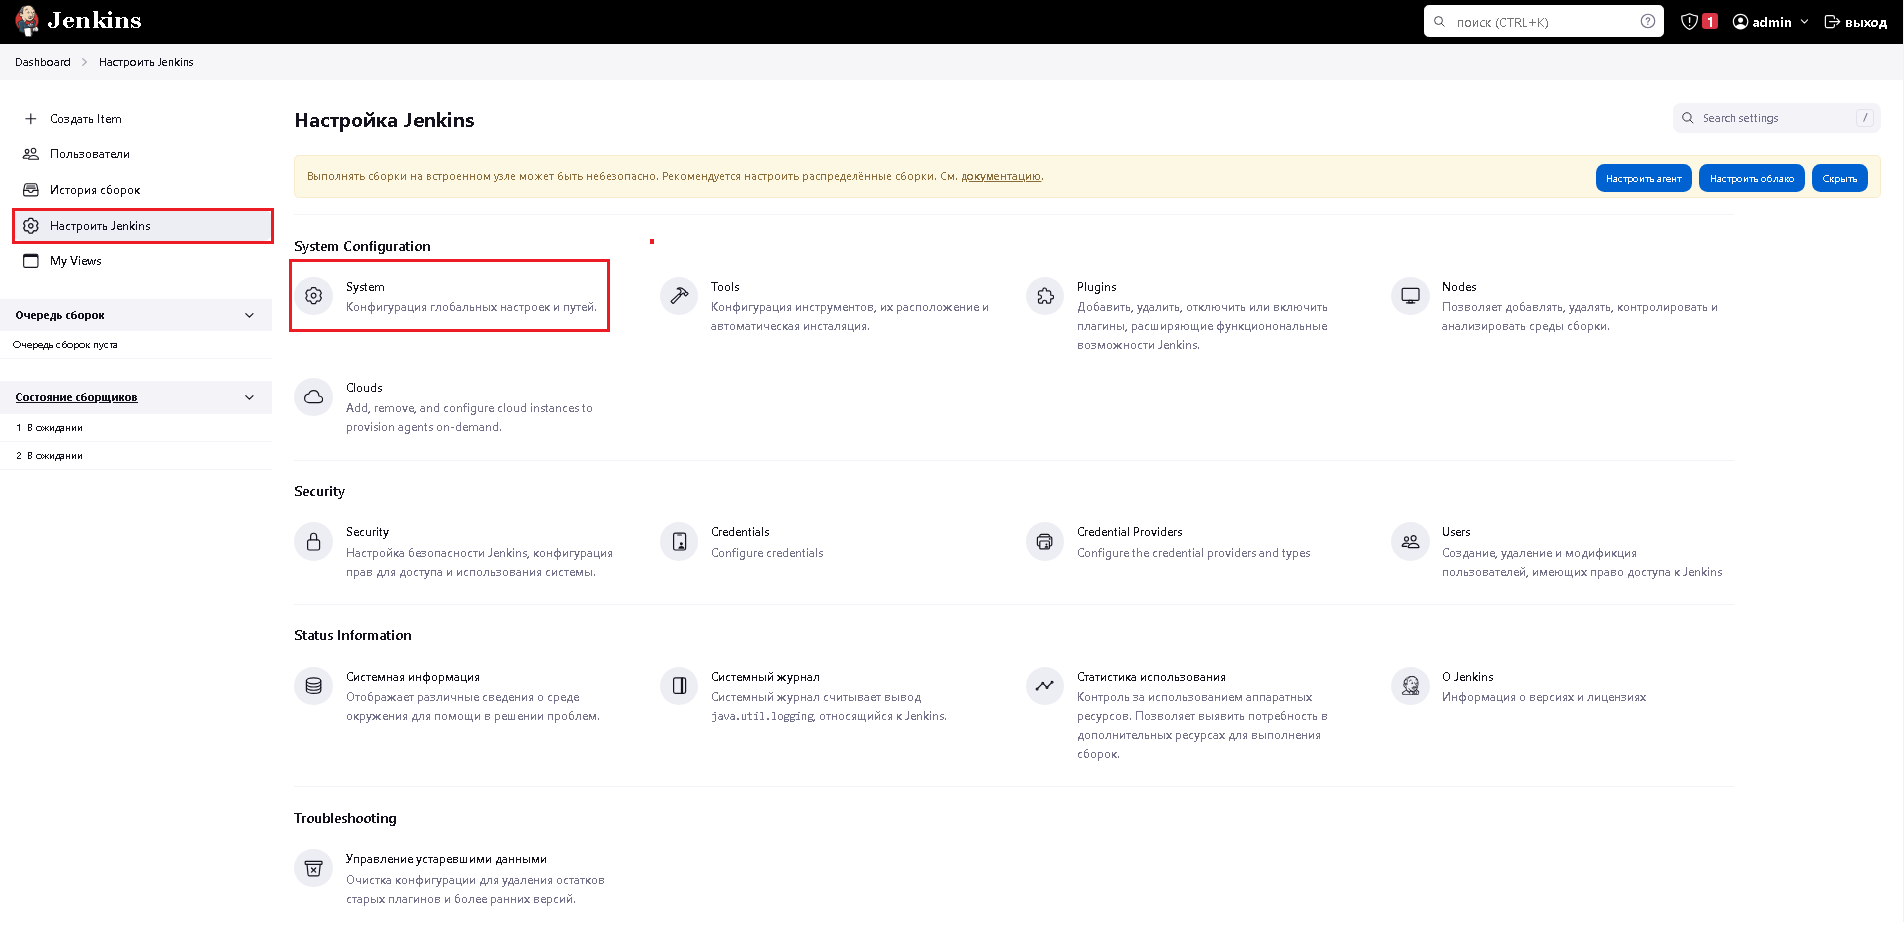 Jenkins
поиск (CTRL+K)
1
admin
выход
Dashboard
Настроить Jenkins
Создать Item
Пользователи
История сборок
Настроить Jenkins
My Views
Очередь сборок
Очередь сборок пуста
Состояние сборщиков
1 В ожидании
2 В ожидании
Настройка Jenkins
Search settings
/
Выполнять сборки на встроенном узле может быть небезопасно. Рекомендуется настроить распределённые сборки. См. документацию.
Настроить агент
Настроить облако
Скрыть
System Configuration
System
Конфигурация глобальных настроек и путей.
Tools
Конфигурация инструментов, их расположение и
автоматическая инсталяция.
Plugins
Добавить, удалить, отключить или включить
плагины, расширяющие функционональные
возможности Jenkins.
Nodes
Позволяет добавлять, удалять, контролировать и
анализировать среды сборки.
Clouds
Add, remove, and configure cloud instances to
provision agents on-demand.
Security
Security
Настройка безопасности Jenkins, конфигурация
прав для доступа и использования системы.
Credentials
Configure credentials
Credential Providers
Configure the credential providers and types
Users
Создание, удаление и модификция
пользователей, имеющих право доступа к Jenkins
Status Information
Системная информация
Отображает различные сведения о среде
окружения для помощи в решении проблем.
Системный журнал
Системный журнал считывает вывод
java.util.logging, относящийся к Jenkins.
Статистика использования
Контроль за использованием аппаратных
ресурсов. Позволяет выявить потребность в
дополнительных ресурсах для выполнения
сборок.
О Jenkins
Информация о версиях и лицензиях
Troubleshooting
Управление устаревшими данными
Очистка конфигурации для удаления остатков
старых плагинов и более ранних версий.